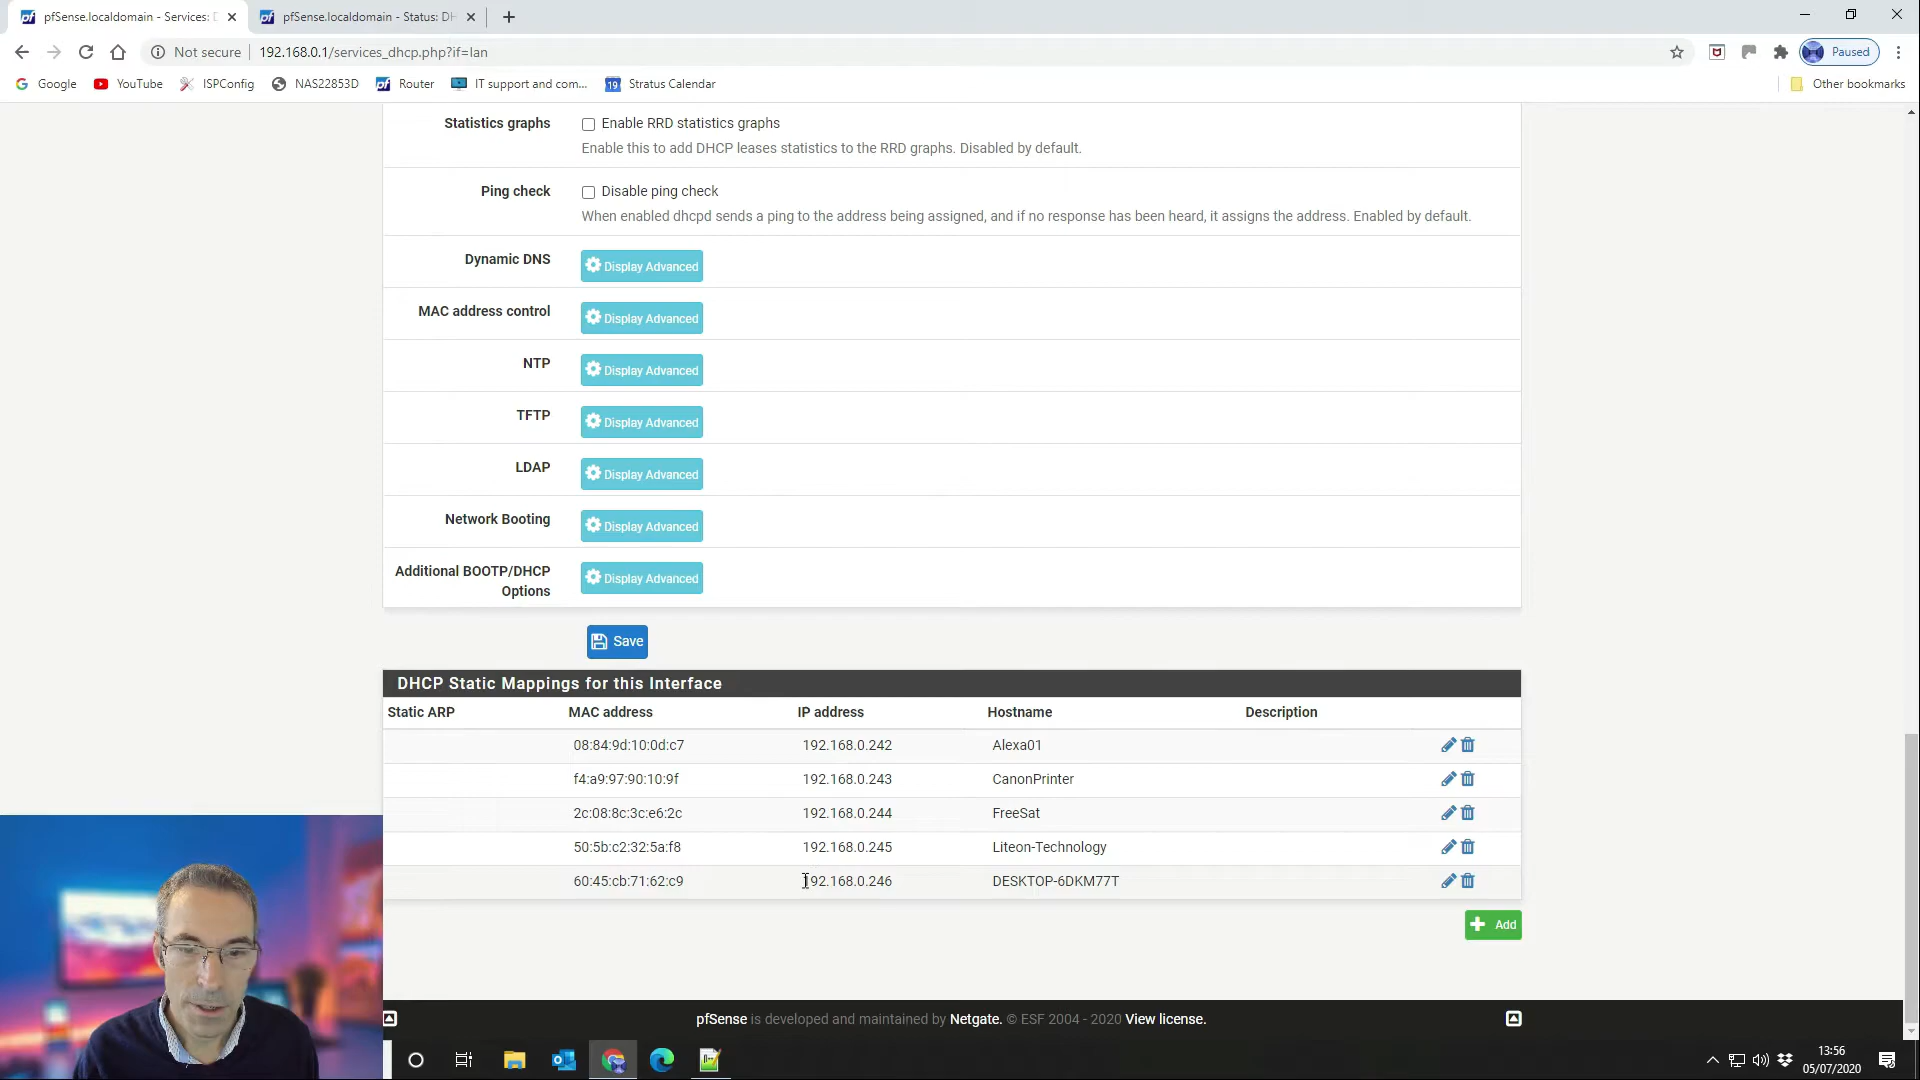 pfSense.localdomain - Services: D
pfSense.localdomain - Status: DH
Not secure
192.168.0.1/services_dhcp.php?if=lan
Paused
Google
YouTube
ISPConfig
NAS22853D
Router
IT support and com...
19
Stratus Calendar
Other bookmarks
Statistics graphs
Enable RRD statistics graphs
Enable this to add DHCP leases statistics to the RRD graphs. Disabled by default.
Ping check
Disable ping check
When enabled dhcpd sends a ping to the address being assigned, and if no response has been heard, it assigns the address. Enabled by default.
Dynamic DNS
Display Advanced
MAC address control
Display Advanced
NTP
Display Advanced
TFTP
Display Advanced
LDAP
Display Advanced
Network Booting
Display Advanced
Additional BOOTP/DHCP
Options
Display Advanced
Save
DHCP Static Mappings for this Interface
Static ARP MAC address IP address Hostname Description
08:84:9d:10:0d:c7 192.168.0.242 Alexa01
f4:a9:97:90:10:9f 192.168.0.243 CanonPrinter
2c:08:8c:3c:e6:2c 192.168.0.244 FreeSat
50:5b:c2:32:5a:f8 192.168.0.245 Liteon-Technology
60:45:cb:71:62:c9 192.168.0.246 DESKTOP-6DKM77T
Add
pfSense is developed and maintained by Netgate. © ESF 2004 - 2020 View license.
13:56
05/07/2020